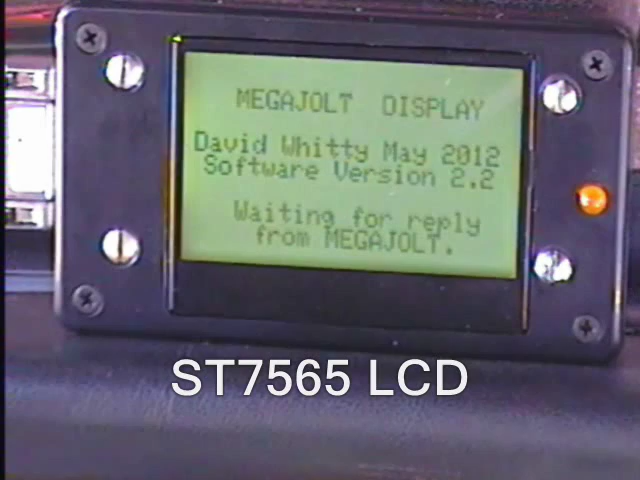 MEGAJOLT DISPLAY
David Whitty May 2012
Software Version 2.2
Waiting for reply
from MEGAJOLT.
ST7565 LCD